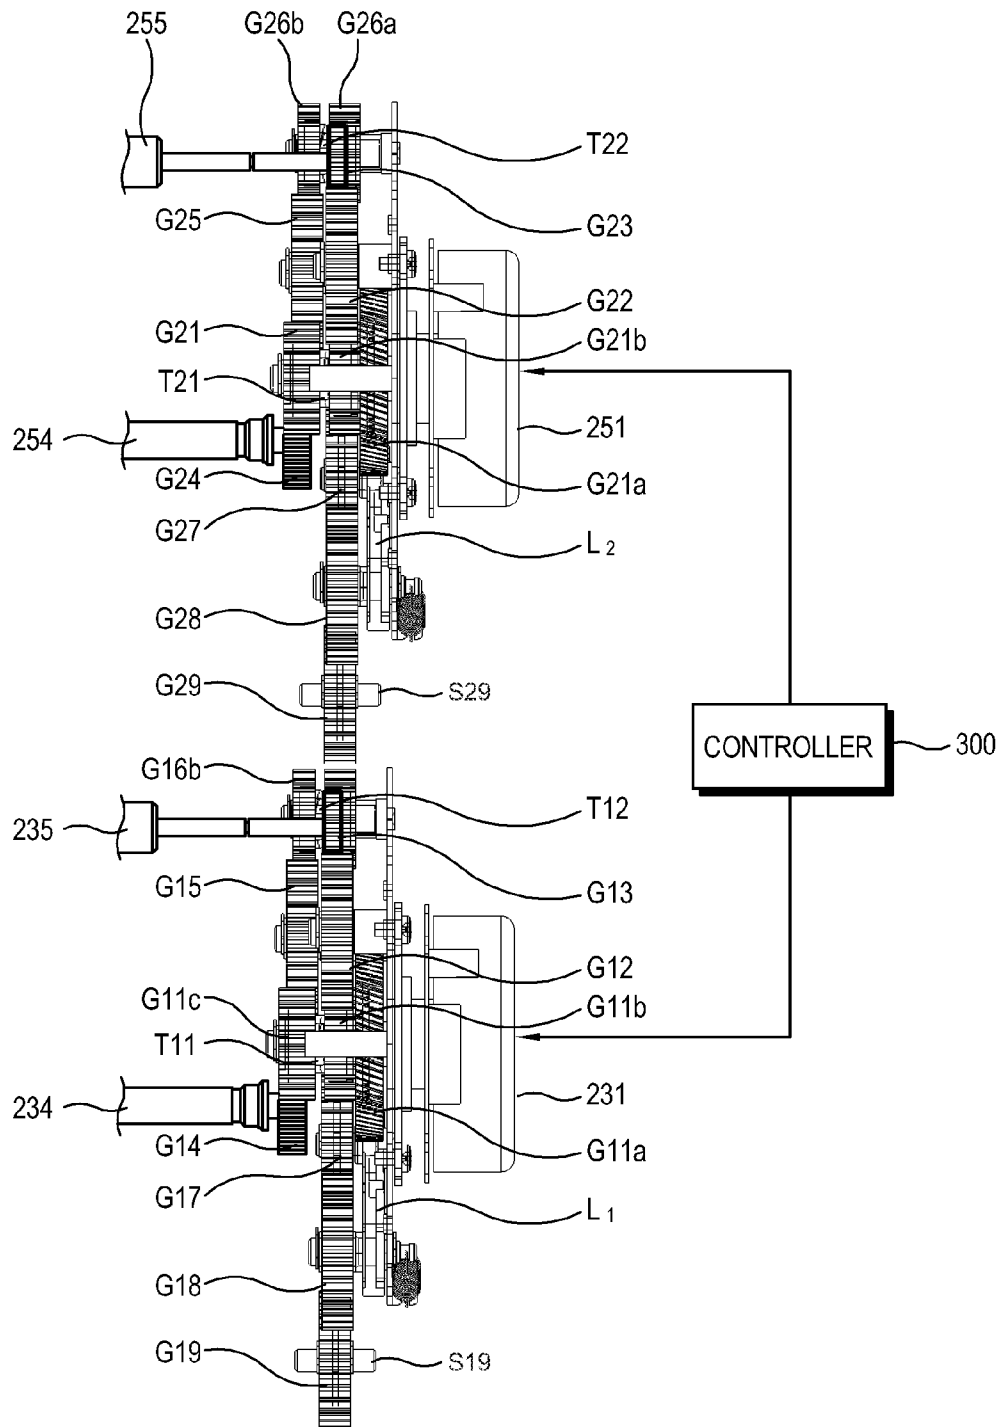 255 G26b G26a
T22
G25 G23
G22
G21 G21b
T21
254 251
G24 G21a
G27 L2
G28
G29 S29
CONTROLLER 300
G16b
T12
235
G15 G13
G12
G11c G11b
T11
234 231
G14 G11a
G17 L1
G18
G19 S19